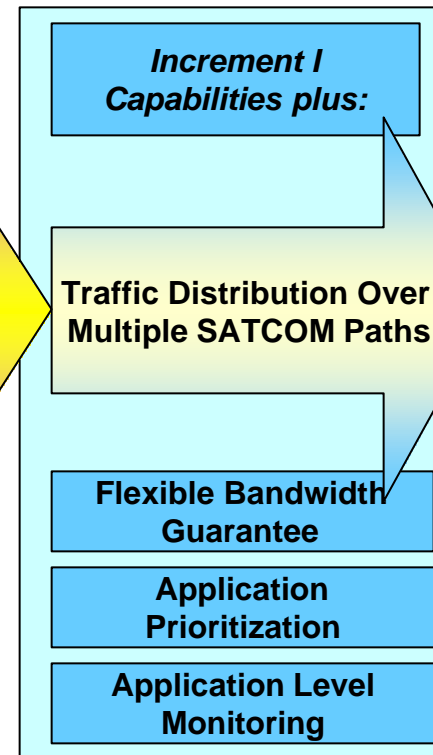 Increment I
Capabilities plus:
Traffic Distribution Over
Multiple SATCOM Paths
Flexible Bandwidth
Guarantee
Application
Prioritization
Application Level
Monitoring